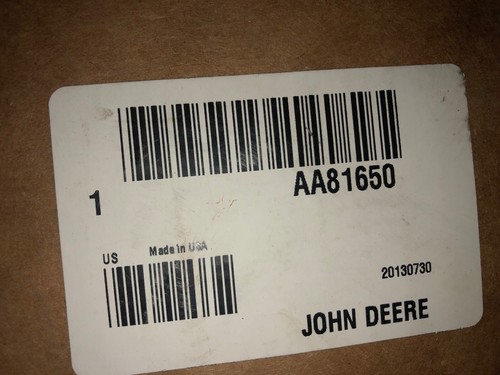 AA81650
1
US Made in USA
20130730
JOHN DEERE